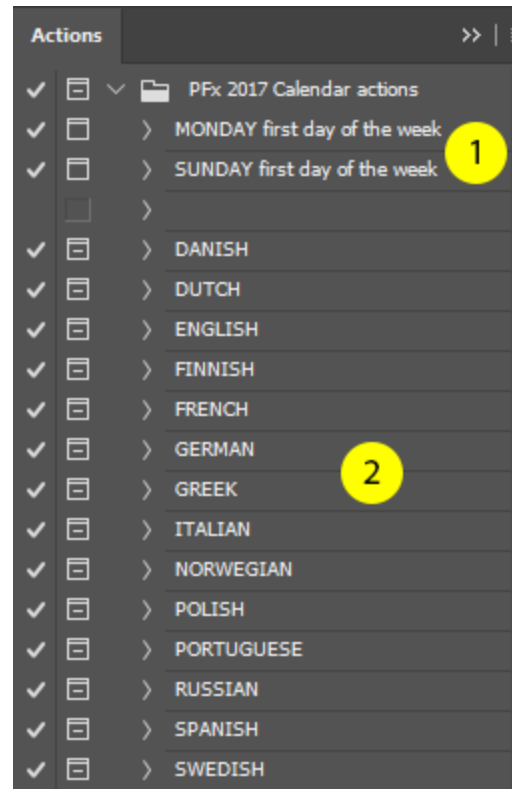 Actions
PFx 2017 Calendar actions
MONDAY first day of the week
1
SUNDAY first day of the week
DANISH
DUTCH
ENGLISH
FINNISH
FRENCH
GERMAN
2
GREEK
ITALIAN
NORWEGIAN
POLISH
PORTUGUESE
RUSSIAN
SPANISH
SWEDISH